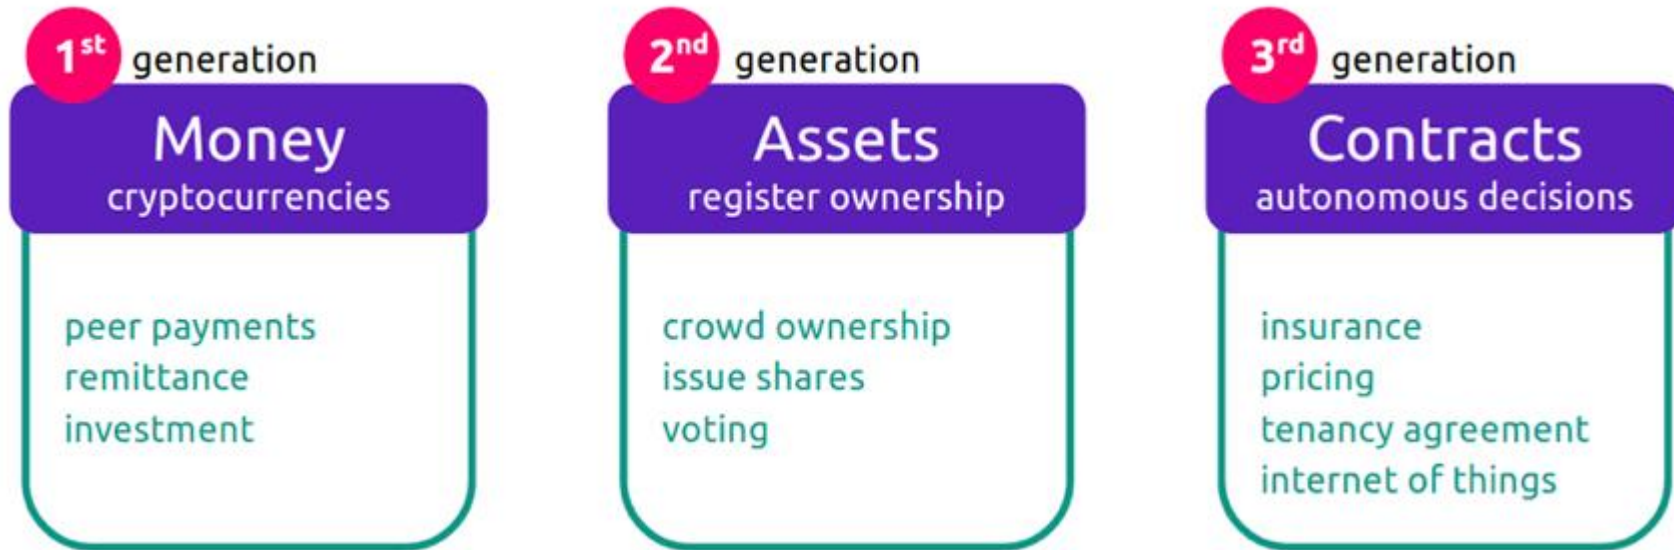 1st generation
Money
cryptocurrencies
peer payments
remittance
investment
2nd generation
Assets
register ownership
crowd ownership
issue shares
voting
3rd generation
Contracts
autonomous decisions
insurance
pricing
tenancy agreement
internet of things